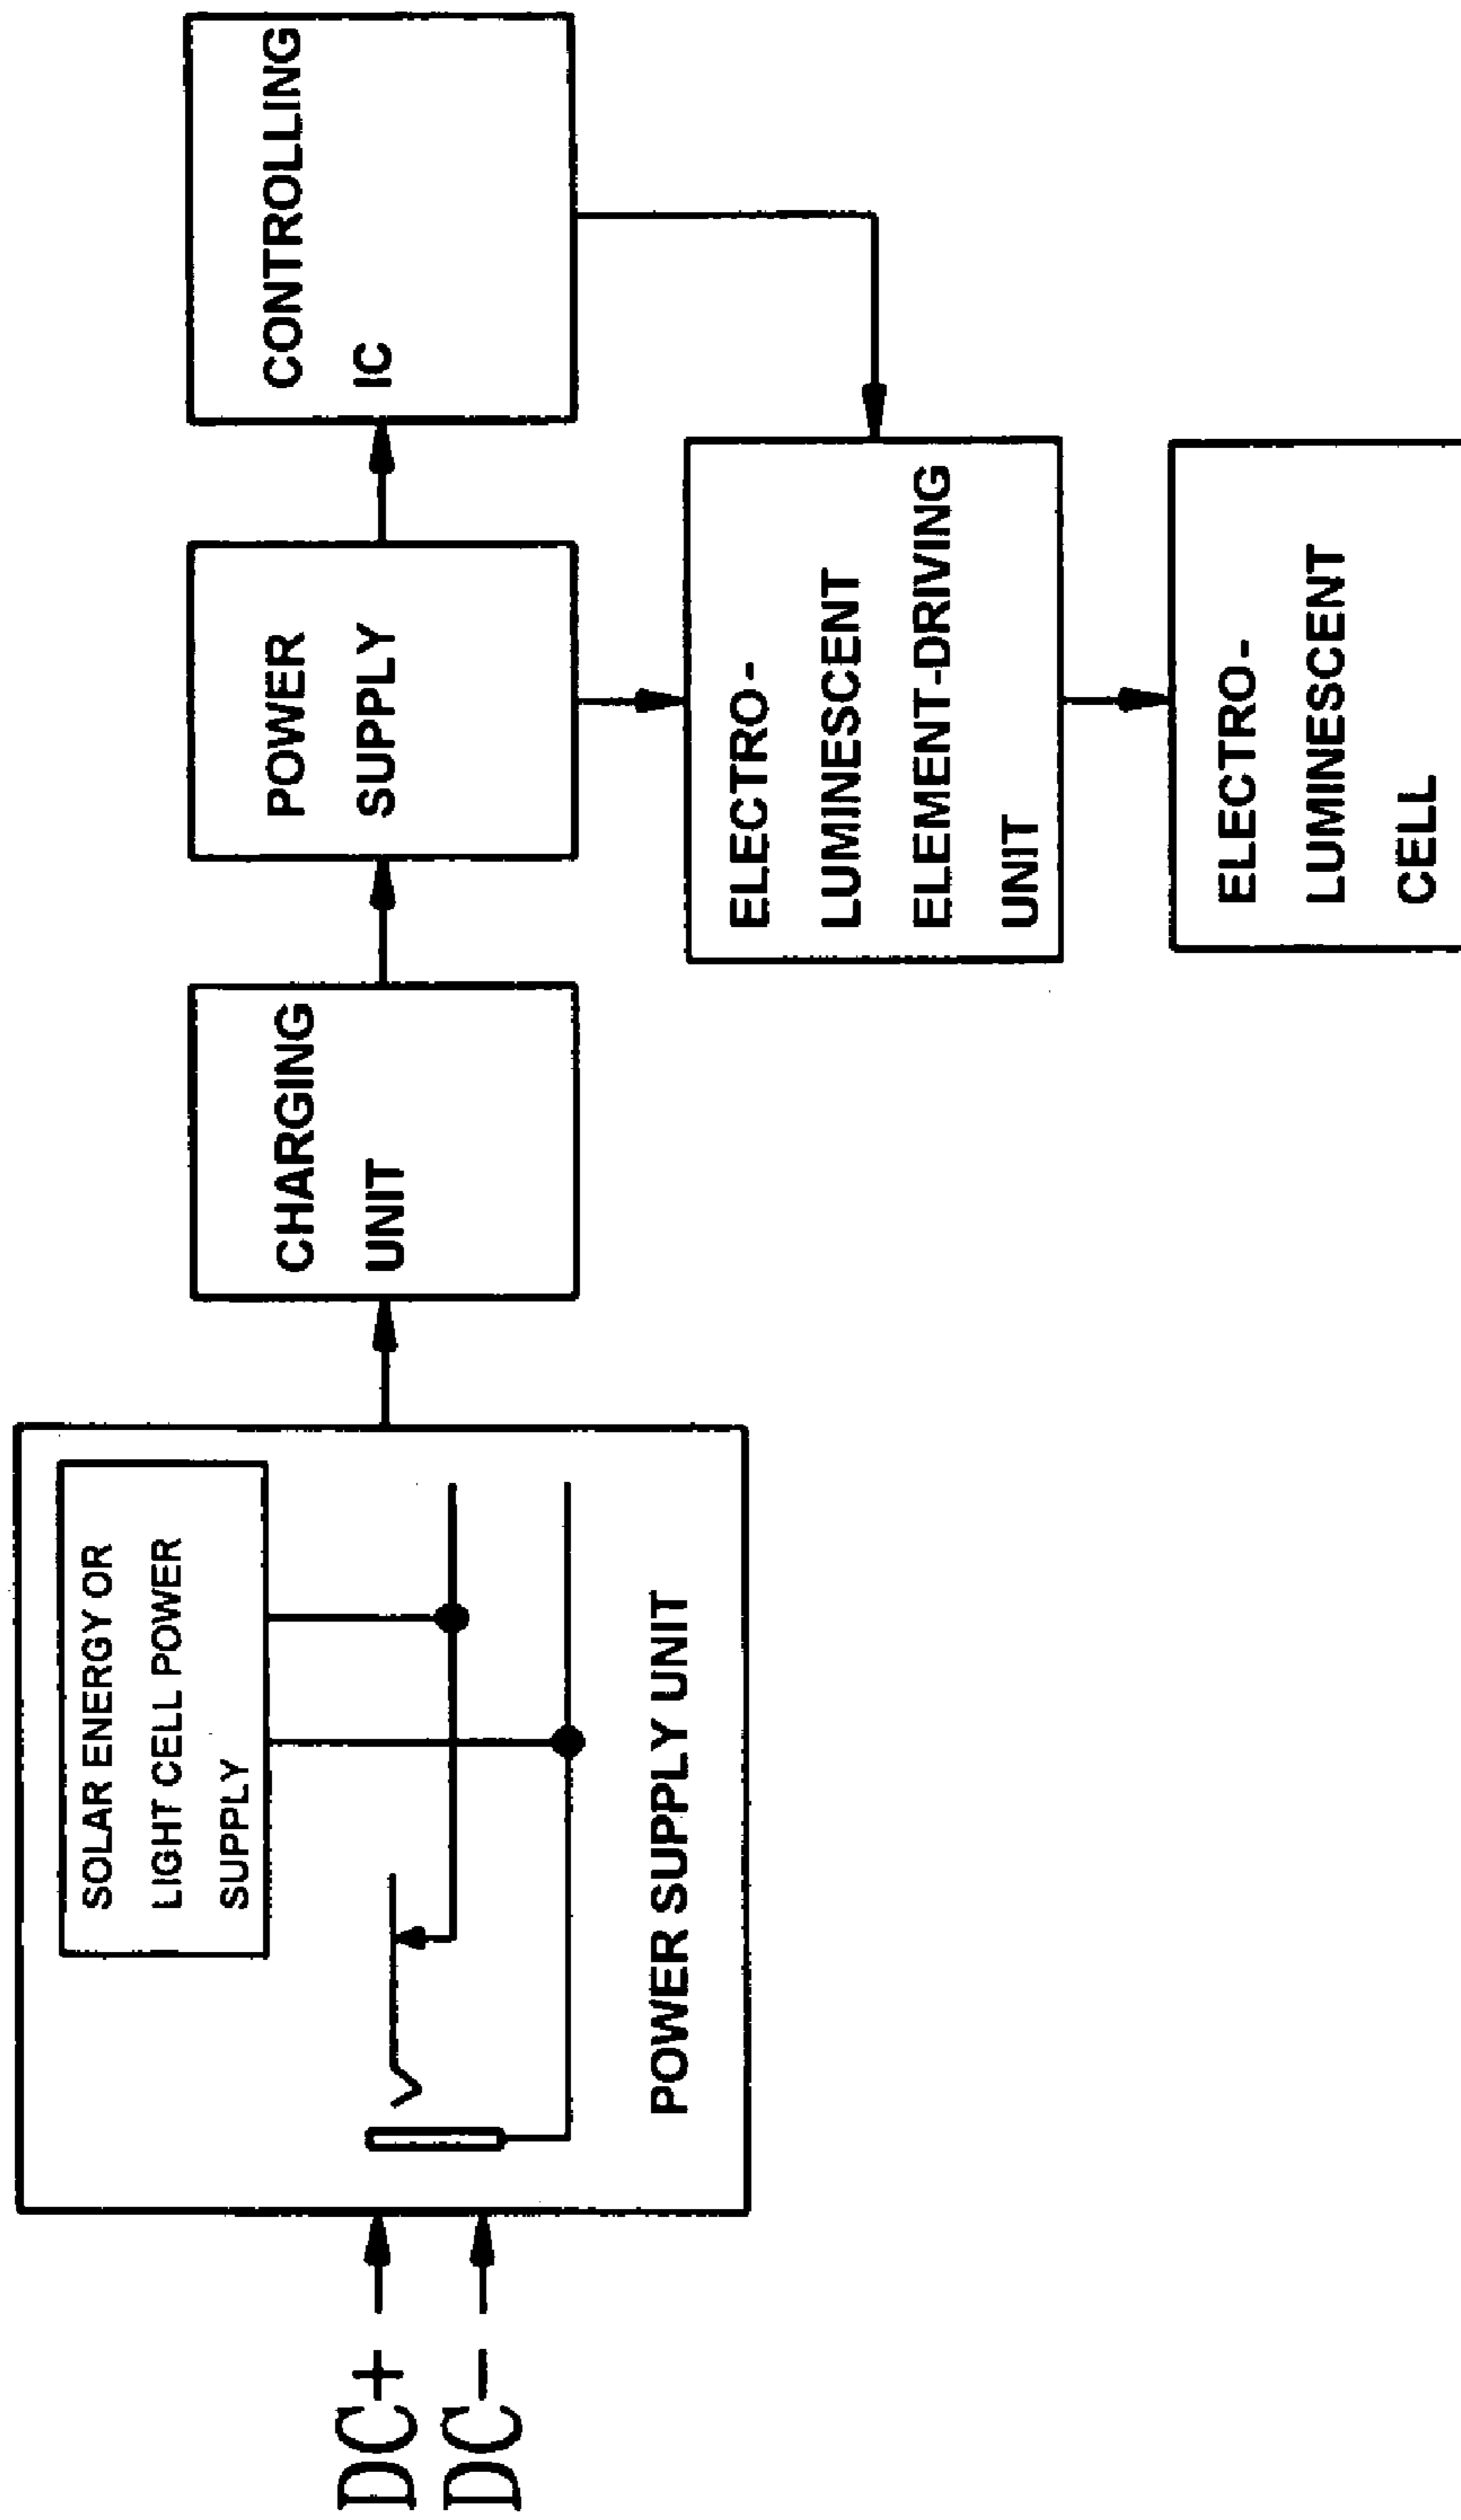 DC+
DC-
SOLAR ENERGY OR
LIGHT CELL POWER
SUPPLY
POWER SUPPLY UNIT
CHARGING
UNIT
POWER
SUPPLY
CONTROLLING
IC
ELECTRO-
LUMINESCENT
ELEMENT-DRIVING
UNIT
ELECTRO-
LUMINESCENT
CELL